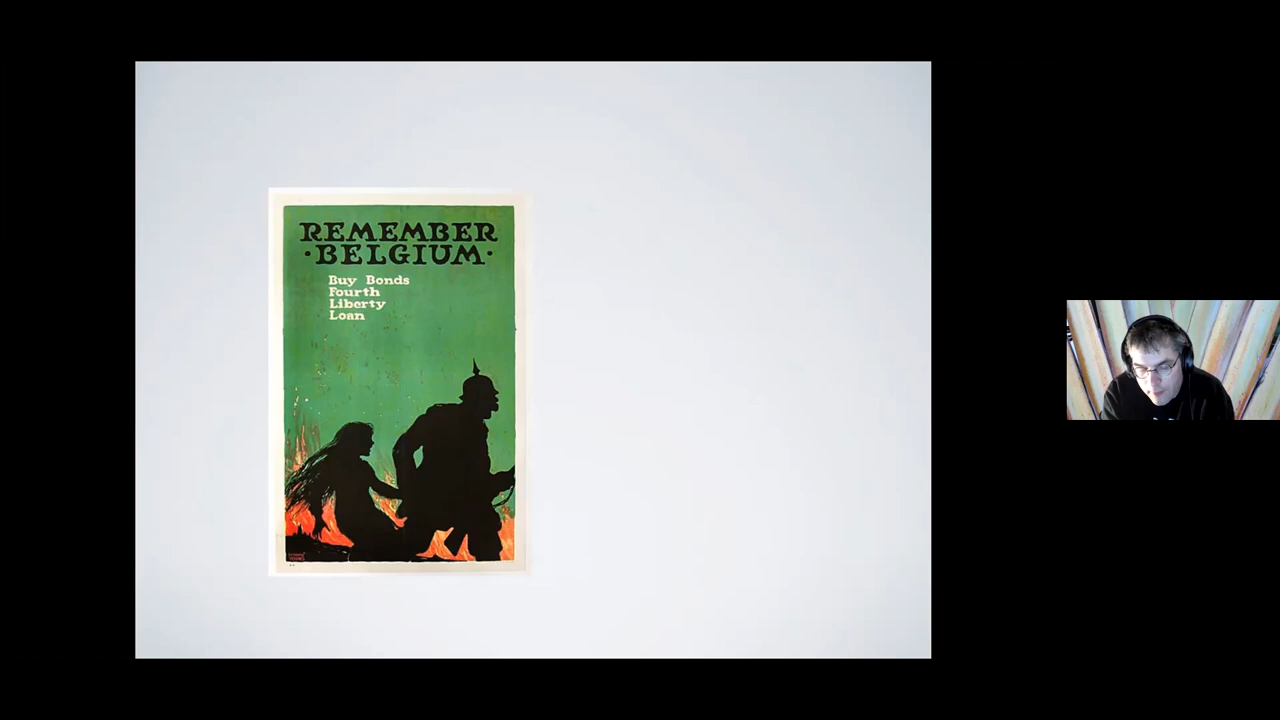 REMEMBER
·BELGIUM·
Buy Bonds
Fourth
Liberty
Loan